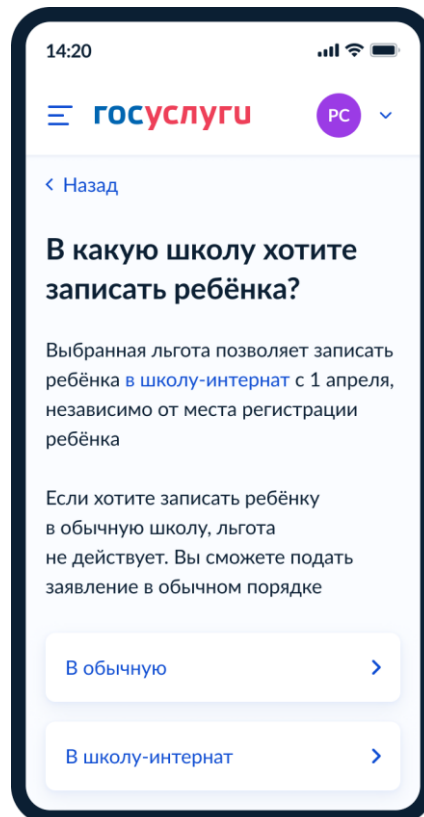 14:20
госуслуги
РС
Назад
В какую школу хотите
записать ребёнка?
Выбранная льгота позволяет записать
ребёнка в школу-интернат с 1 апреля,
независимо от места регистрации
ребёнка
Если хотите записать ребёнку
в обычную школу, льгота
не действует. Вы сможете подать
заявление в обычном порядке
В обычную
В школу-интернат